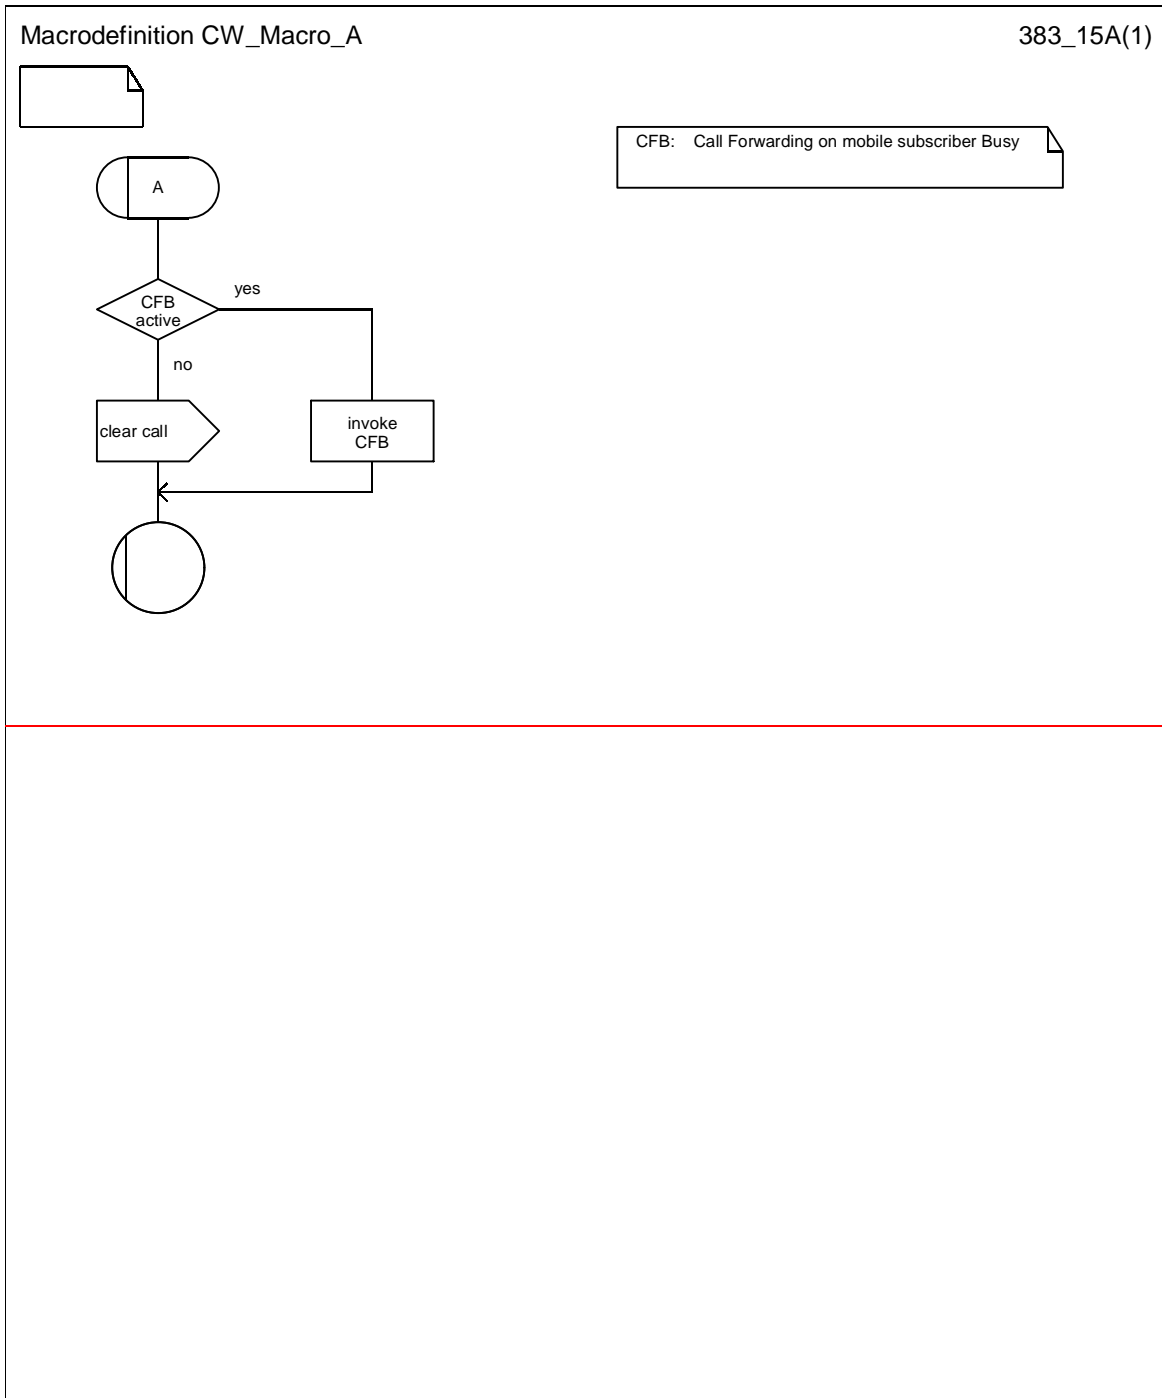 Macrodefinition CW_Macro_A
383_15A(1)
CFB: Call Forwarding on mobile subscriber Busy
A
CFB
active
yes
no
clear call
invoke
CFB